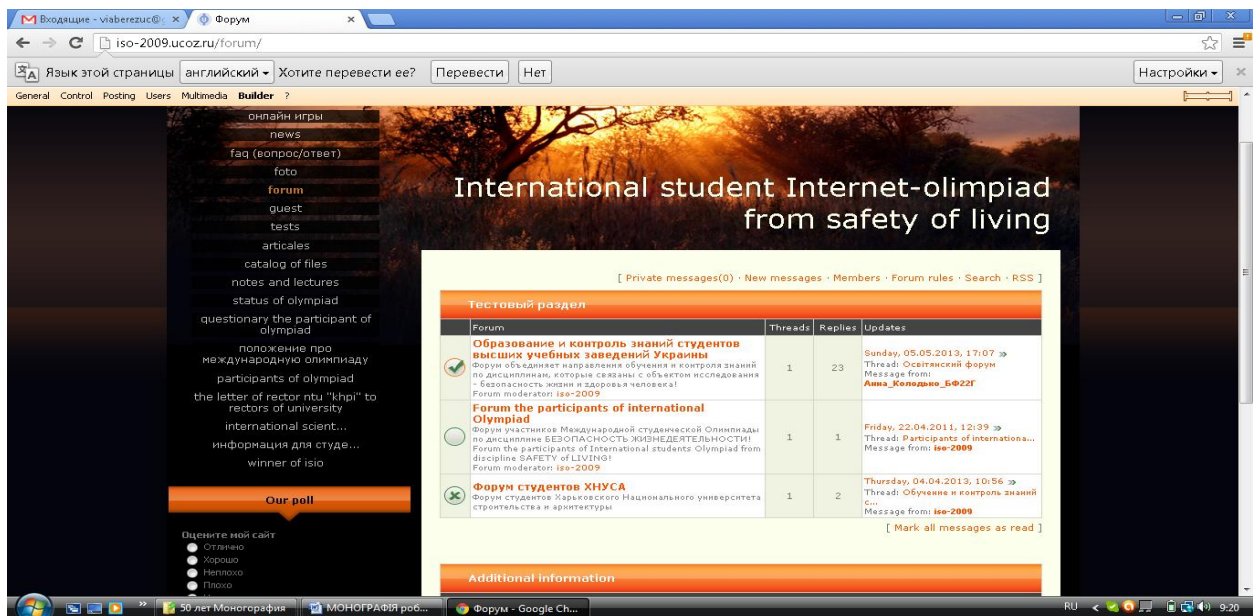 Входящие - viaberezuc@g
Форум
iso-2009.ucoz.ru/forum/
Язык этой страницы английский Хотите перевести ее? Перевести Нет Настройки
General Control Posting Users Multimedia Builder ?
онлайн игры
news
faq (вопрос/ответ)
foto
forum
guest
tests
articales
catalog of files
notes and lectures
status of olympiad
questionary the participant of
olympiad
положение про
международную олимпиаду
participants of olympiad
the letter of rector ntu "khpi" to
rectors of university
international scient...
информация для студе...
winner of isio
Our poll
Оцените мой сайт
Отлично
Хорошо
Неплохо
Плохо
International student Internet-olimpiad
from safety of living
[ Private messages(0) · New messages · Members · Forum rules · Search · RSS ]
Тестовый раздел
Forum Threads Replies Updates
Образование и контроль знаний студентов
высших учебных заведений Украины
Форум объединяет направления обучения и контроля знаний
по дисциплинам, которые связаны с объектом исследования
- безопасность жизни и здоровья человека!
Forum moderator: iso-2009
1 23
Sunday, 05.05.2013, 17:07
Thread: Освітянский форум
Message from:
Анна_Колодько_БФ22Г
Forum the participants of international
Olympiad
Форум участников Международной студенческой Олимпиады
по дисциплине БЕЗОПАСНОСТЬ ЖИЗНЕДЕЯТЕЛЬНОСТИ!
Forum the participants of International students Olympiad from
discipline SAFETY of LIVING!
Forum moderator: iso-2009
1 1
Friday, 22.04.2011, 12:39
Thread: Participants of internationa...
Message from: iso-2009
Форум студентов ХНУСА
Форум студентов Харьковского Национального университета
строительства и архитектуры
1 2
Thursday, 04.04.2013, 10:56
Thread: Обучение и контроль знаний
с...
Message from: iso-2009
[ Mark all messages as read ]
Additional information
50 лет Монография МОНОГРАФІЯ роб... Форум - Google Ch... RU 9:20